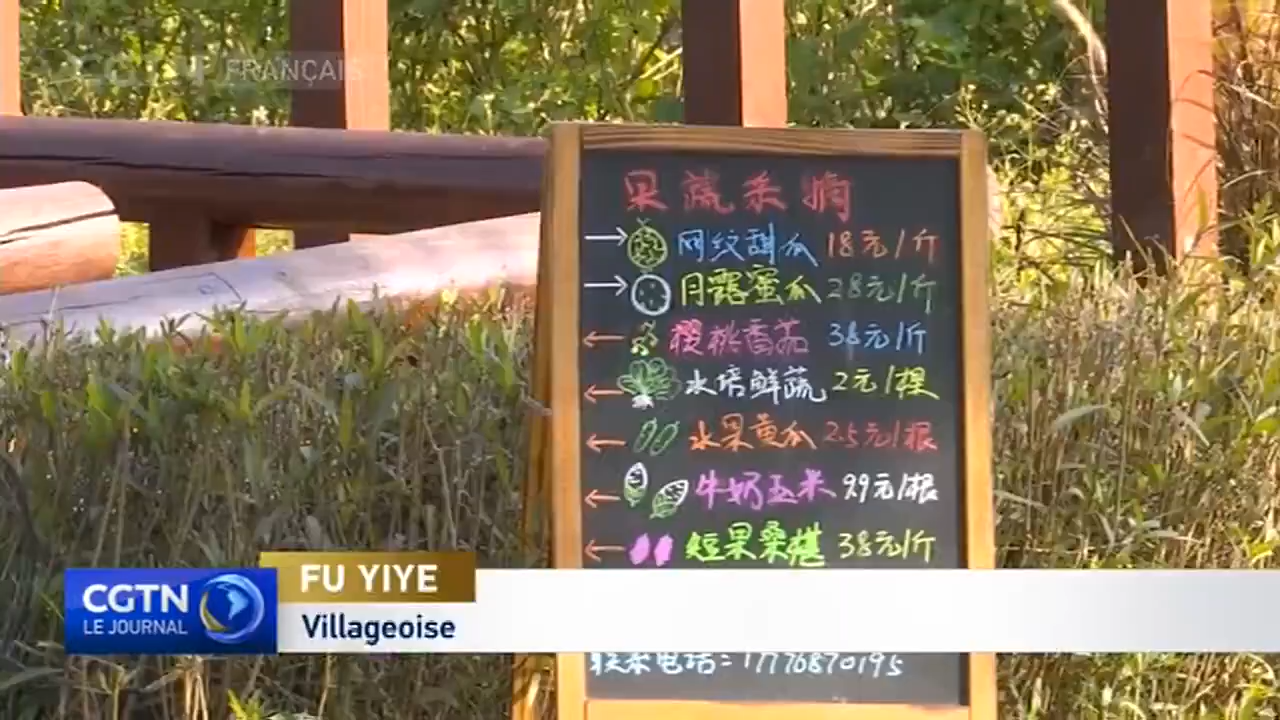 CGTN FRANÇAIS
果蔬采摘
网纹甜瓜 18元/斤
月露蜜瓜 28元/斤
樱桃番茄 38元/斤
水培鲜蔬 2元/棵
水果黄瓜 2.5元/根
牛奶玉米 9.9元/根
短果桑椹 38元/斤
FU YIYE
CGTN
LE JOURNAL
Villageoise
联系电话:17776870195